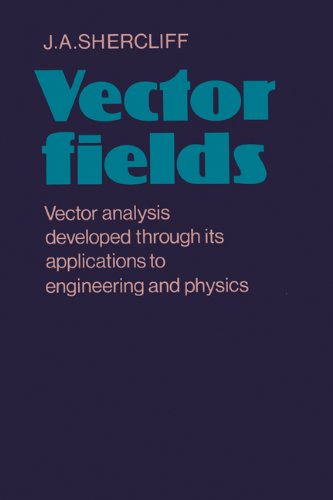 J.A.SHERCLIFF
Vector
fields
Vector analysis
developed through its
applications to
engineering and physics